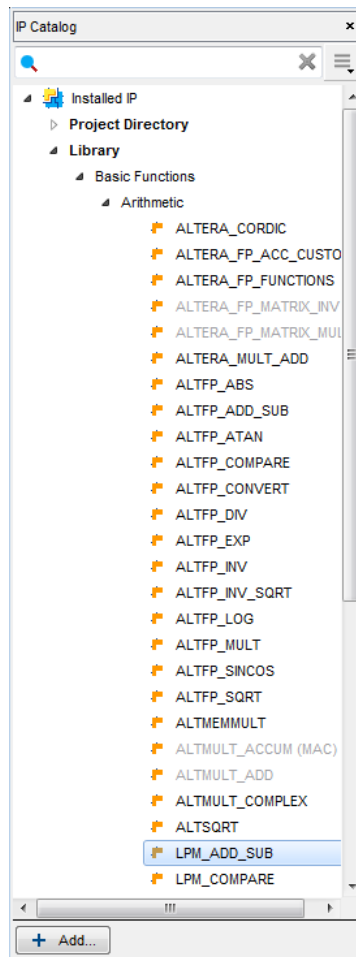 IP Catalog
Installed IP
Project Directory
Library
Basic Functions
Arithmetic
ALTERA_CORDIC
ALTERA_FP_ACC_CUSTO
ALTERA_FP_FUNCTIONS
ALTERA_FP_MATRIX_INV
ALTERA_FP_MATRIX_MUL
ALTERA_MULT_ADD
ALTFP_ABS
ALTFP_ADD_SUB
ALTFP_ATAN
ALTFP_COMPARE
ALTFP_CONVERT
ALTFP_DIV
ALTFP_EXP
ALTFP_INV
ALTFP_INV_SQRT
ALTFP_LOG
ALTFP_MULT
ALTFP_SINCOS
ALTFP_SQRT
ALTMEMMULT
ALTMULT_ACCUM (MAC)
ALTMULT_ADD
ALTMULT_COMPLEX
ALTSQRT
LPM_ADD_SUB
LPM_COMPARE
Add...